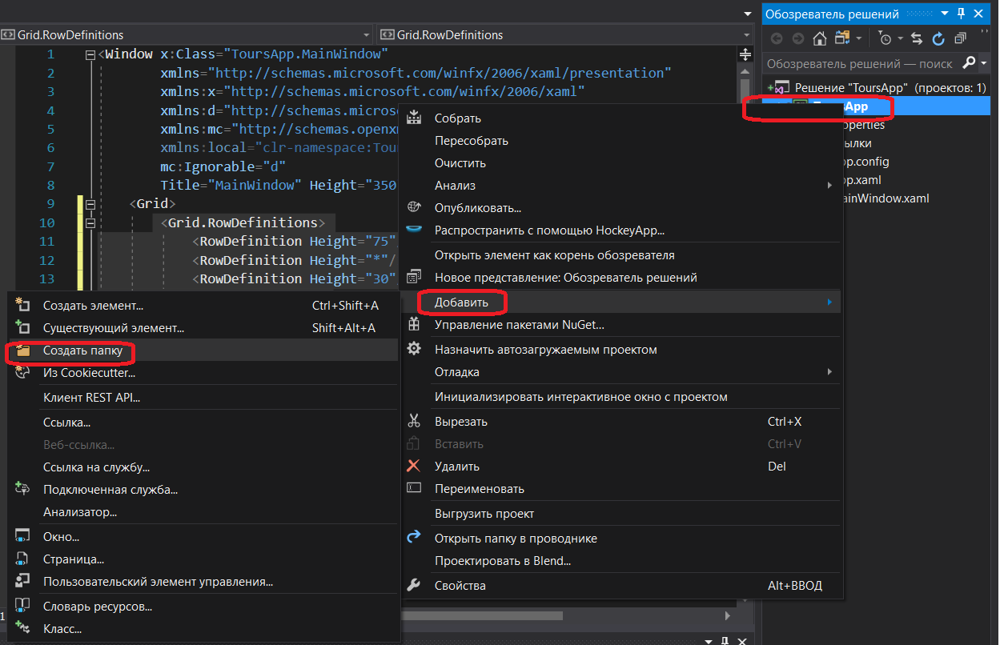 Обозреватель решений
Grid.RowDefinitions
Grid.RowDefinitions
Обозреватель решений — поиск
1 <Window x:Class="ToursApp.MainWindow"
2 xmlns="http://schemas.microsoft.com/winfx/2006/xaml/presentation"
3 xmlns:x="http://schemas.microsoft.com/winfx/2006/xaml"
4 xmlns:d="http://schemas.micros
5 xmlns:mc="http://schemas.openxm
6 xmlns:local="clr-namespace:Tour
7 mc:Ignorable="d"
8 Title="MainWindow" Height="350
9 <Grid>
10 <Grid.RowDefinitions>
11 <RowDefinition Height="75"
12 <RowDefinition Height="*"/
13 <RowDefinition Height="30"
Решение "ToursApp" (проектов: 1)
App
operties
ылки
pp.config
pp.xaml
ainWindow.xaml
Собрать
Пересобрать
Очистить
Анализ
Опубликовать...
Распространить с помощью HockeyApp...
Открыть элемент как корень обозревателя
Новое представление: Обозреватель решений
Добавить
Управление пакетами NuGet...
Назначить автозагружаемым проектом
Отладка
Инициализировать интерактивное окно с проектом
Вырезать Ctrl+X
Вставить Ctrl+V
Удалить Del
Переименовать
Выгрузить проект
Открыть папку в проводнике
Проектировать в Blend...
Свойства Alt+ВВОД
Создать элемент... Ctrl+Shift+A
Существующий элемент... Shift+Alt+A
Создать папку
Из Cookiecutter...
Клиент REST API...
Ссылка...
Веб-ссылка...
Ссылка на службу...
Подключенная служба...
Анализатор...
Окно...
Страница...
Пользовательский элемент управления...
Словарь ресурсов...
Класс...
1